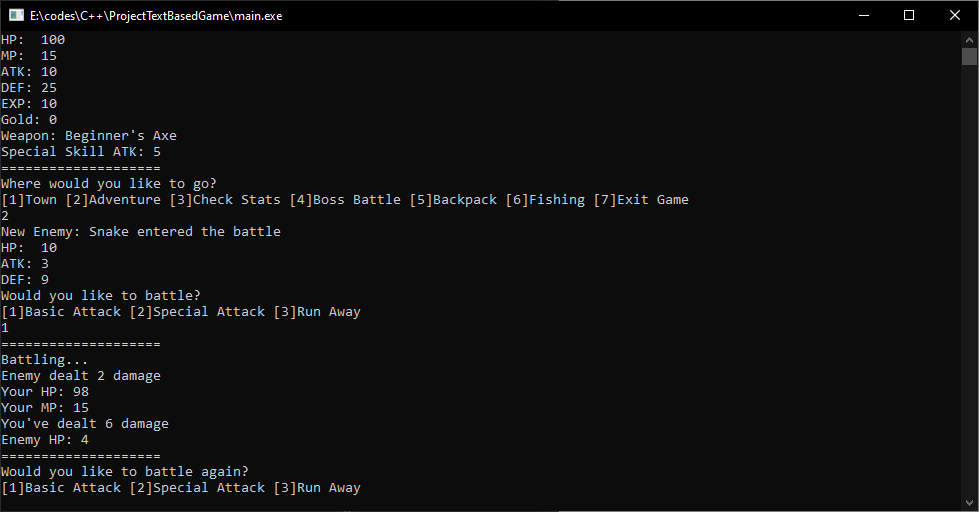 E:\codes\C++\ProjectTextBasedGame\main.exe
HP:  100
MP:  15
ATK: 10
DEF: 25
EXP: 10
Gold: 0
Weapon: Beginner's Axe
Special Skill ATK: 5
====================
Where would you like to go?
[1]Town [2]Adventure [3]Check Stats [4]Boss Battle [5]Backpack [6]Fishing [7]Exit Game
2
New Enemy: Snake entered the battle
HP:  10
ATK: 3
DEF: 9
Would you like to battle?
[1]Basic Attack [2]Special Attack [3]Run Away
1
====================
Battling...
Enemy dealt 2 damage
Your HP: 98
Your MP: 15
You've dealt 6 damage
Enemy HP: 4
====================
Would you like to battle again?
[1]Basic Attack [2]Special Attack [3]Run Away